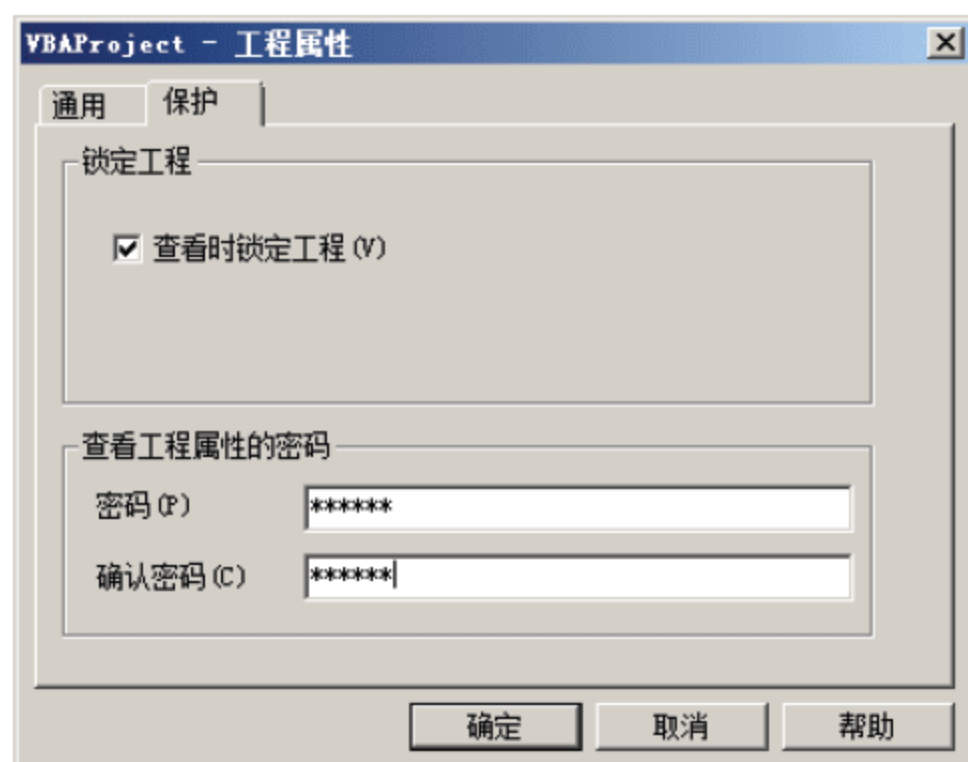 VBAProject - 工程属性
通用 保护
锁定工程
查看时锁定工程(V)
查看工程属性的密码
密码(P) ******
确认密码(C) ******
确定 取消 帮助